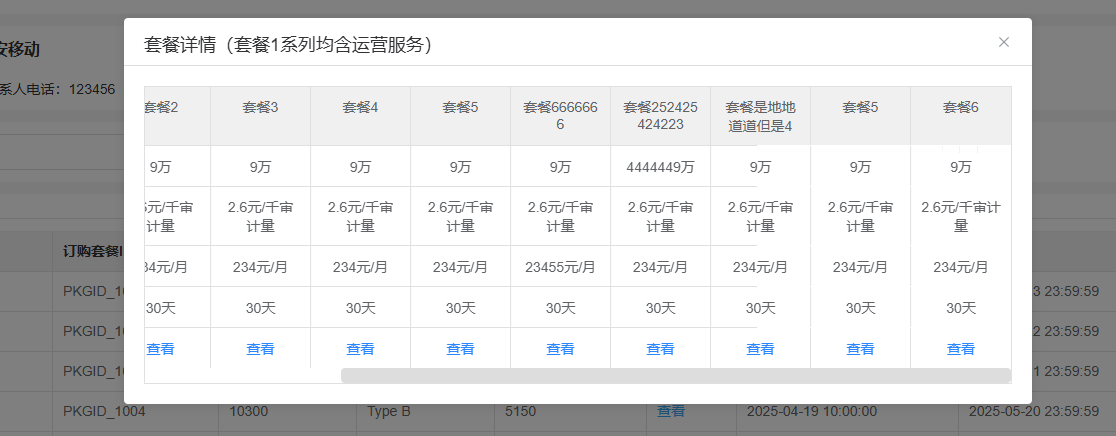 安移动
套餐详情（套餐1系列均含运营服务）
系人电话：123456
套餐2 套餐3 套餐4 套餐5 套餐6666666 套餐252425424223 套餐是地地道道但是4 套餐5 套餐6
9万 9万 9万 9万 9万 4444449万 9万 9万 9万
元/千审计量 2.6元/千审计量 2.6元/千审计量 2.6元/千审计量 2.6元/千审计量 2.6元/千审计量 2.6元/千审计量 2.6元/千审计量 2.6元/千审计量
34元/月 234元/月 234元/月 234元/月 23455元/月 234元/月 234元/月 234元/月 234元/月
订购套餐I
PKGID_10 3 23:59:59
30天 30天 30天 30天 30天 30天 30天 30天 30天
PKGID_10 2 23:59:59
查看 查看 查看 查看 查看 查看 查看 查看 查看
PKGID_10 1 23:59:59
PKGID_1004 10300 Type B 5150 查看 2025-04-19 10:00:00 2025-05-20 23:59:59